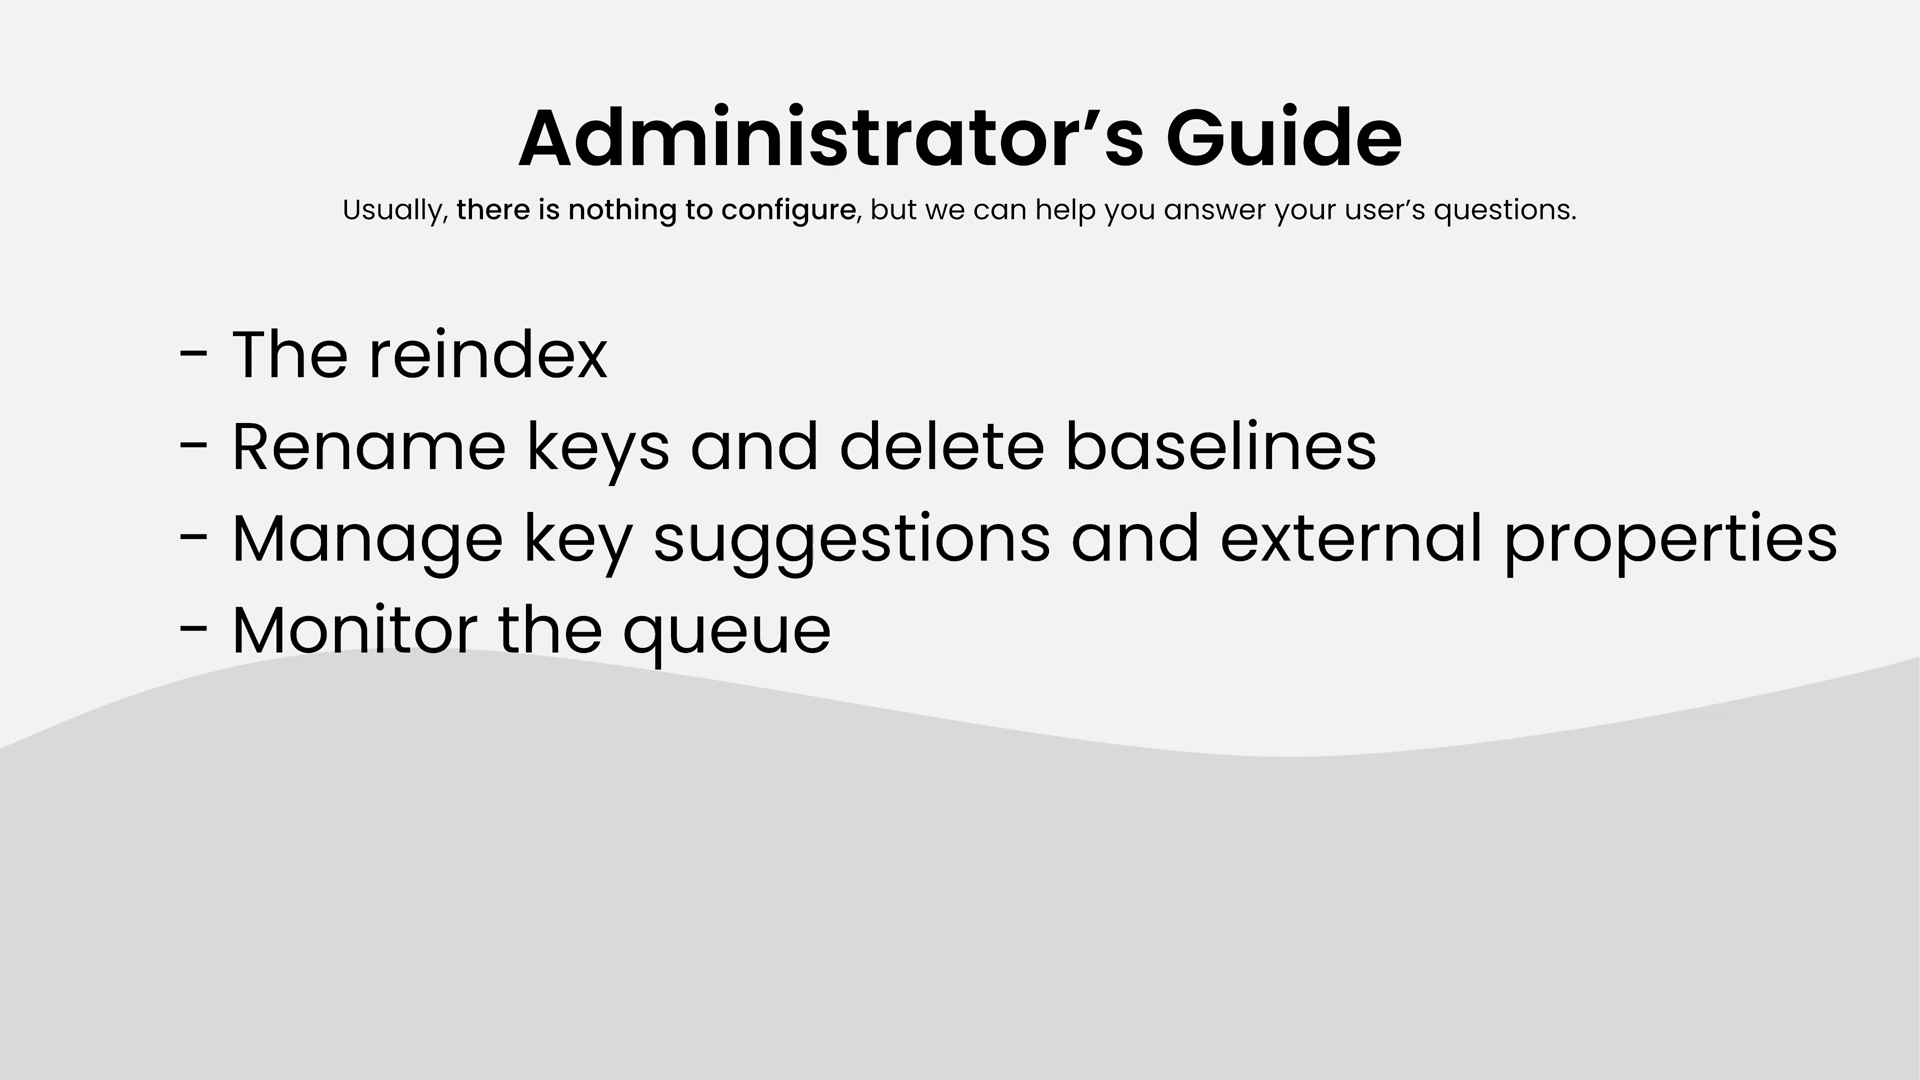 Administrator’s Guide
Usually, there is nothing to configure, but we can help you answer your user’s questions.
- The reindex
- Rename keys and delete baselines
- Manage key suggestions and external properties
- Monitor the queue